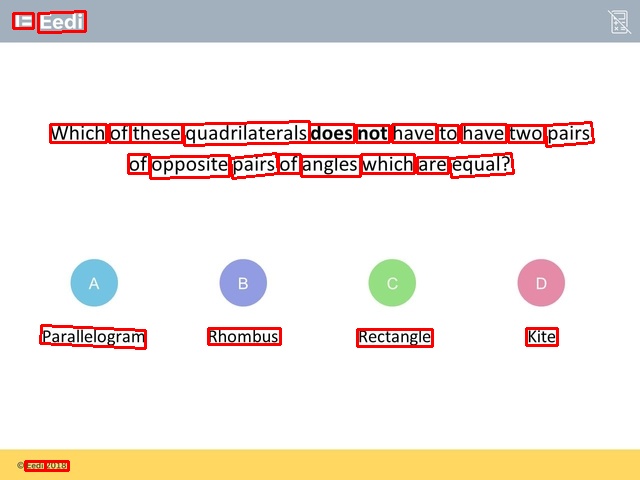 Eedi
Which of these quadrilaterals does not have to have two pairs
of opposite pairs of angles which are equal?
A B C D
Parallelogram Rhombus Rectangle Kite
© Eedi 2018